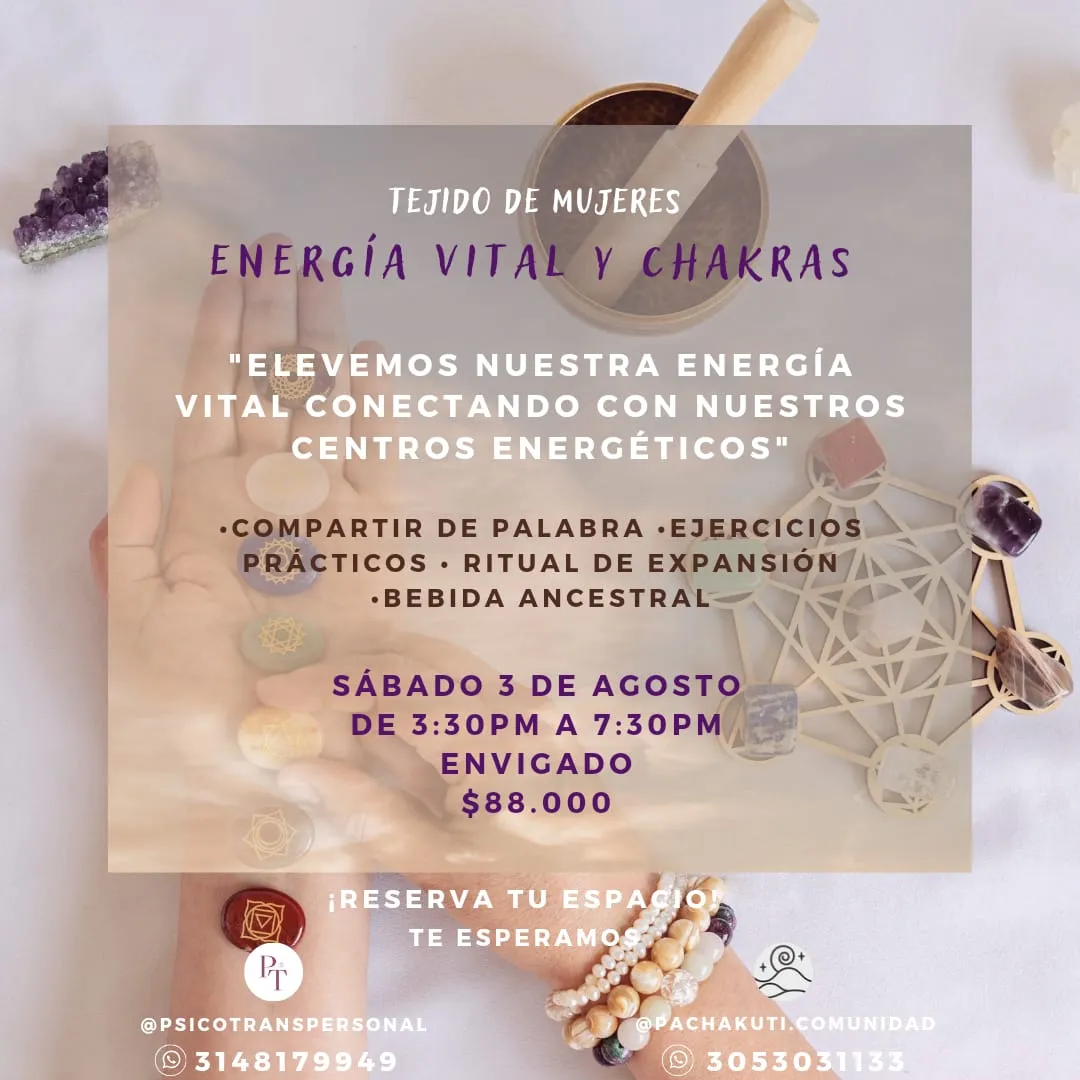 TEJIDO DE MUJERES
ENERGÍA VITAL Y CHAKRAS
"ELEVEMOS NUESTRA ENERGÍA
VITAL CONECTANDO CON NUESTROS
CENTROS ENERGÉTICOS"
•COMPARTIR DE PALABRA •EJERCICIOS
PRÁCTICOS • RITUAL DE EXPANSIÓN
•BEBIDA ANCESTRAL
SÁBADO 3 DE AGOSTO
DE 3:30PM A 7:30PM
ENVIGADO
$88.000
¡RESERVA TU ESPACIO!
TE ESPERAMOS
PT
@PSICOTRANSPERSONAL
3148179949
@PACHAKUTI.COMUNIDAD
3053031133